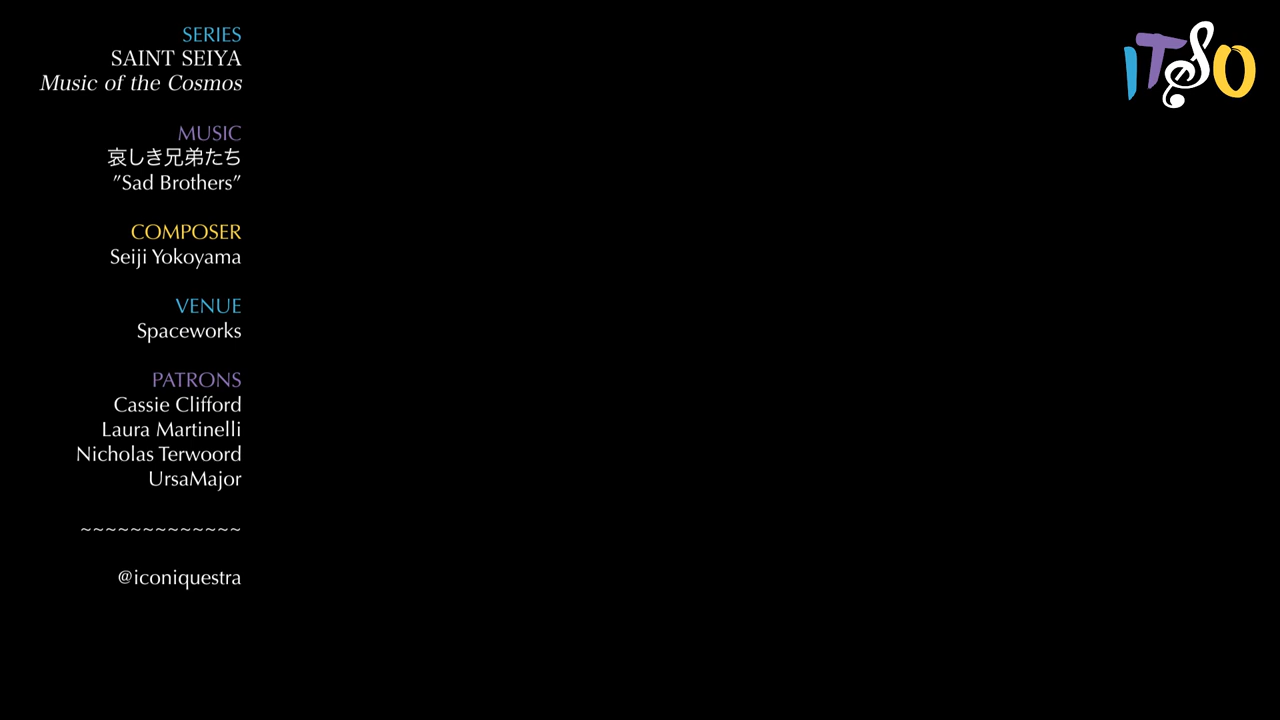 SERIES
SAINT SEIYA
Music of the Cosmos
MUSIC
哀しき兄弟たち
”Sad Brothers”
COMPOSER
Seiji Yokoyama
VENUE
Spaceworks
PATRONS
Cassie Clifford
Laura Martinelli
Nicholas Terwoord
UrsaMajor
~~~~~~~~~~~~~
@iconiquestra
ITSO